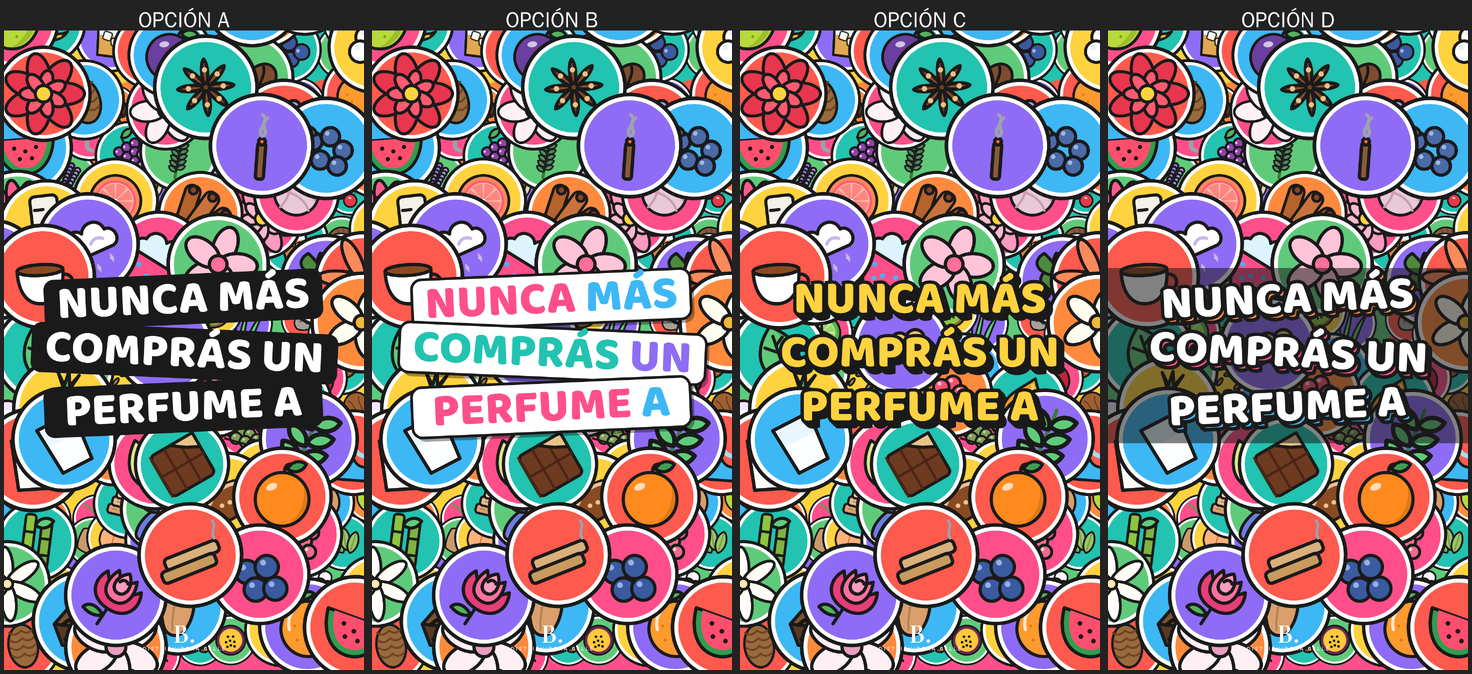 OPCIÓN A
NUNCA MÁS
COMPRÁS UN
PERFUME A
B.
OPCIÓN B
NUNCA MÁS
COMPRÁS UN
PERFUME A
B.
OPCIÓN C
NUNCA MÁS
COMPRÁS UN
PERFUME A
B.
OPCIÓN D
NUNCA MÁS
COMPRÁS UN
PERFUME A
B.